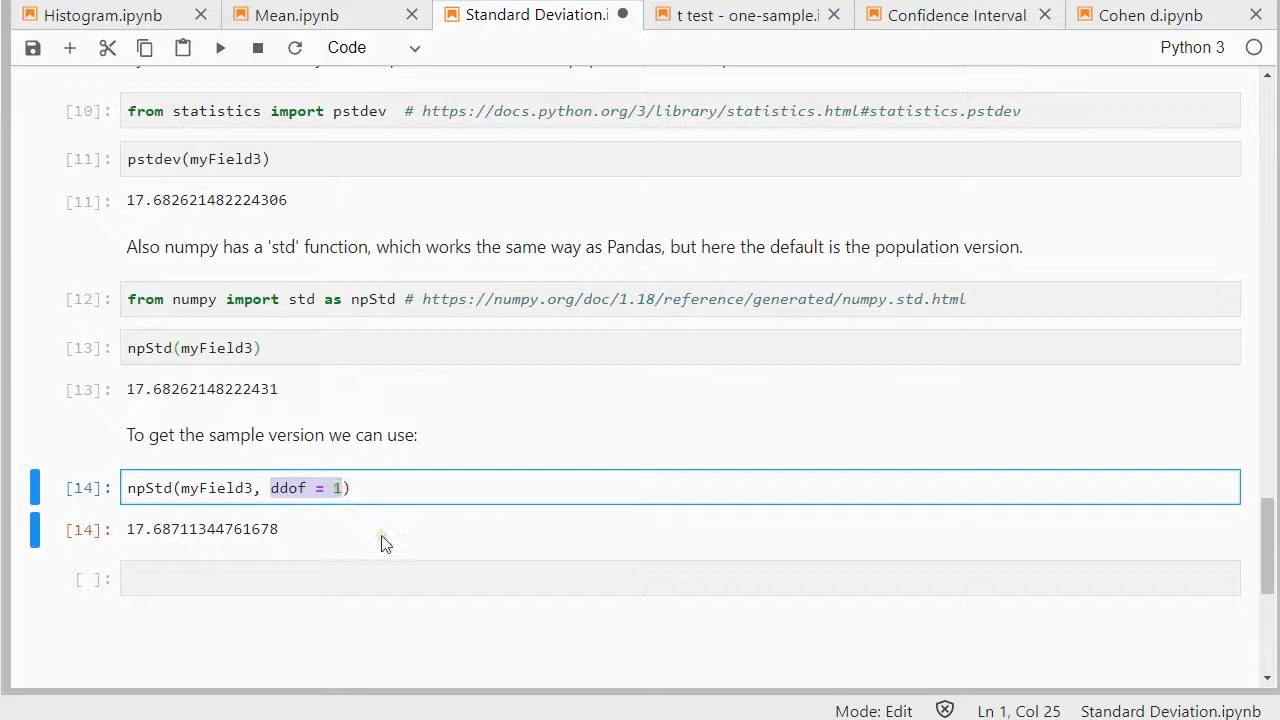 Histogram.ipynb
Mean.ipynb
Standard Deviation.i
t test - one-sample.i
Confidence Interval
Cohen d.ipynb
Code
Python 3
[10]: from statistics import pstdev # https://docs.python.org/3/library/statistics.html#statistics.pstdev
[11]: pstdev(myField3)
[11]: 17.682621482224306
Also numpy has a 'std' function, which works the same way as Pandas, but here the default is the population version.
[12]: from numpy import std as npStd # https://numpy.org/doc/1.18/reference/generated/numpy.std.html
[13]: npStd(myField3)
[13]: 17.68262148222431
To get the sample version we can use:
[14]: npStd(myField3, ddof = 1)
[14]: 17.68711344761678
[ ]:
Mode: Edit
Ln 1, Col 25
Standard Deviation.ipynb